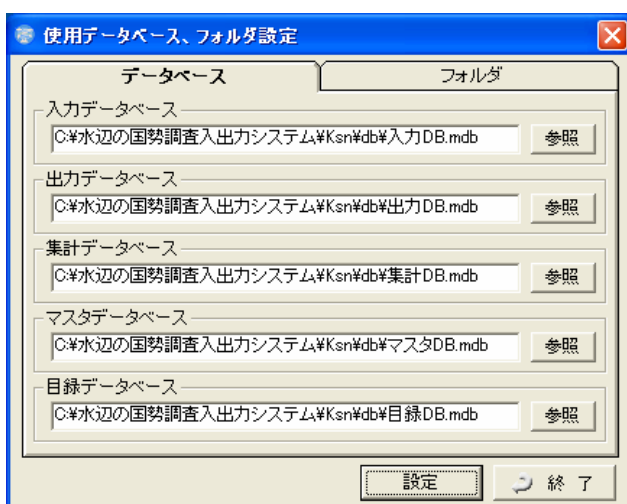 使用データベース、フォルダ設定
データベース フォルダ
入力データベース
C:¥水辺の国勢調査入出力システム¥Ksn¥db¥入力DB.mdb 参照
出力データベース
C:¥水辺の国勢調査入出力システム¥Ksn¥db¥出力DB.mdb 参照
集計データベース
C:¥水辺の国勢調査入出力システム¥Ksn¥db¥集計DB.mdb 参照
マスタデータベース
C:¥水辺の国勢調査入出力システム¥Ksn¥db¥マスタDB.mdb 参照
目録データベース
C:¥水辺の国勢調査入出力システム¥Ksn¥db¥目録DB.mdb 参照
設定 終 了